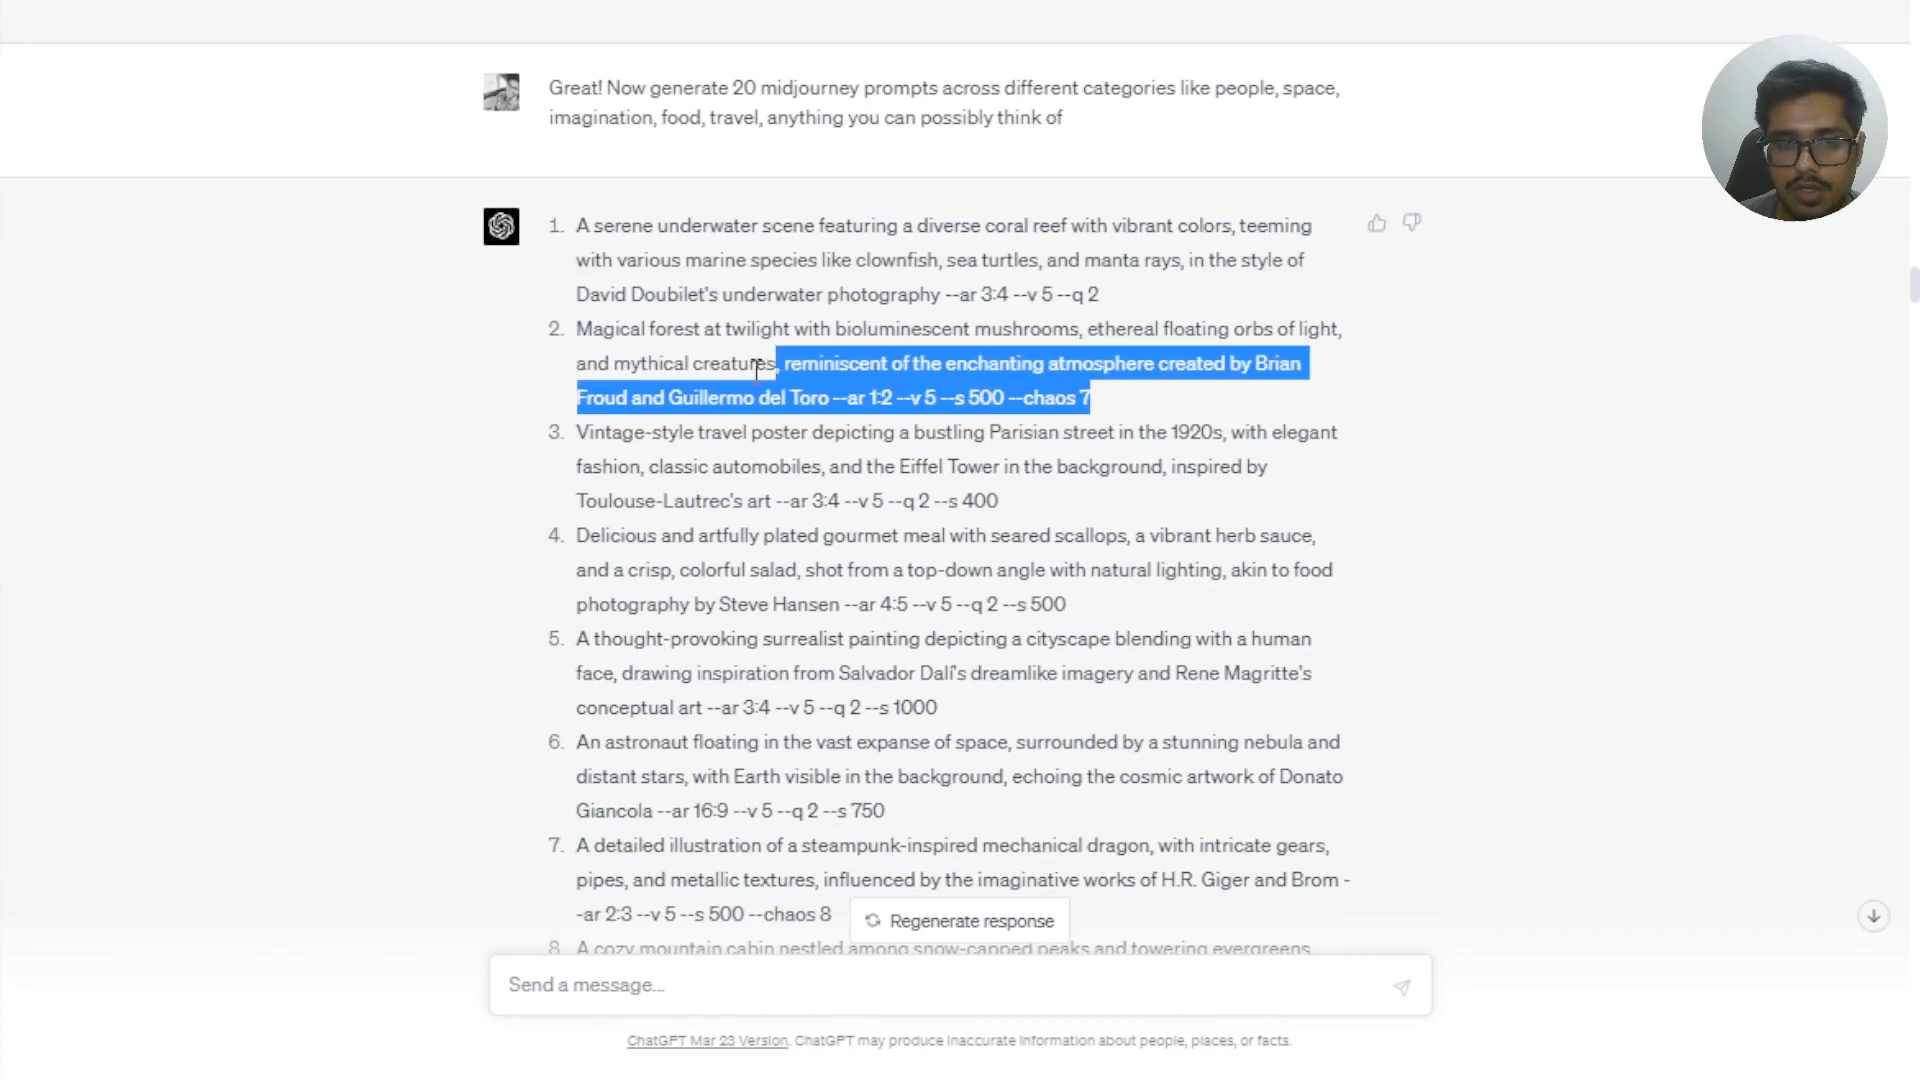 Great! Now generate 20 midjourney prompts across different categories like people, space,
imagination, food, travel, anything you can possibly think of
1. A serene underwater scene featuring a diverse coral reef with vibrant colors, teeming
with various marine species like clownfish, sea turtles, and manta rays, in the style of
David Doubilet's underwater photography --ar 3:4 --v 5 --q 2
2. Magical forest at twilight with bioluminescent mushrooms, ethereal floating orbs of light,
and mythical creatures, reminiscent of the enchanting atmosphere created by Brian
Froud and Guillermo del Toro --ar 1:2 --v 5 --s 500 --chaos 7
3. Vintage-style travel poster depicting a bustling Parisian street in the 1920s, with elegant
fashion, classic automobiles, and the Eiffel Tower in the background, inspired by
Toulouse-Lautrec's art --ar 3:4 --v 5 --q 2 --s 400
4. Delicious and artfully plated gourmet meal with seared scallops, a vibrant herb sauce,
and a crisp, colorful salad, shot from a top-down angle with natural lighting, akin to food
photography by Steve Hansen --ar 4:5 --v 5 --q 2 --s 500
5. A thought-provoking surrealist painting depicting a cityscape blending with a human
face, drawing inspiration from Salvador Dalí's dreamlike imagery and Rene Magritte's
conceptual art --ar 3:4 --v 5 --q 2 --s 1000
6. An astronaut floating in the vast expanse of space, surrounded by a stunning nebula and
distant stars, with Earth visible in the background, echoing the cosmic artwork of Donato
Giancola --ar 16:9 --v 5 --q 2 --s 750
7. A detailed illustration of a steampunk-inspired mechanical dragon, with intricate gears,
pipes, and metallic textures, influenced by the imaginative works of H.R. Giger and Brom -
-ar 2:3 --v 5 --s 500 --chaos 8
Regenerate response
8. A cozy mountain cabin nestled among snow-capped peaks and towering evergreens
Send a message...
ChatGPT Mar 23 Version. ChatGPT may produce inaccurate information about people, places, or facts.